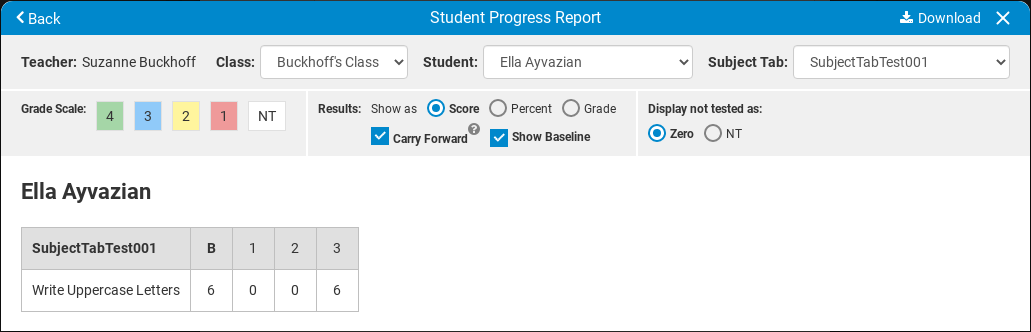 Back Student Progress Report Download
Teacher: Suzanne Buckhoff Class: Buckhoff's Class Student: Ella Ayvazian Subject Tab: SubjectTabTest001
Grade Scale: 4 3 2 1 NT
Results: Show as Score Percent Grade
Carry Forward ? Show Baseline
Display not tested as:
Zero NT
Ella Ayvazian
SubjectTabTest001 B 1 2 3
Write Uppercase Letters 6 0 0 6